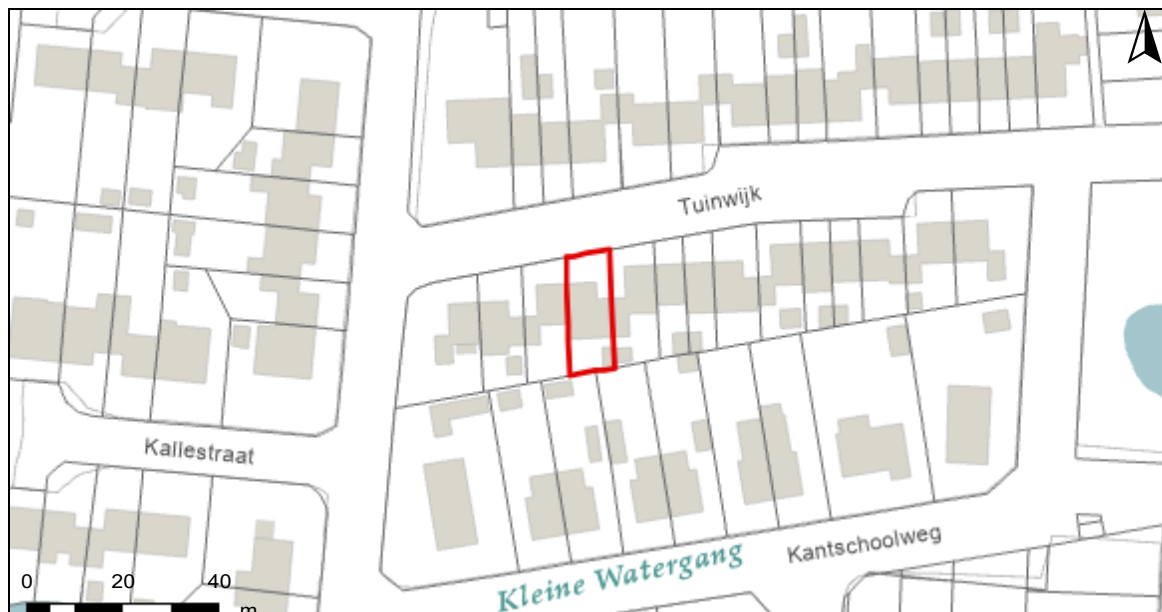 Tuinwijk
Kallestraat
Kantschoolweg
Kleine Watergang
0 20 40
m